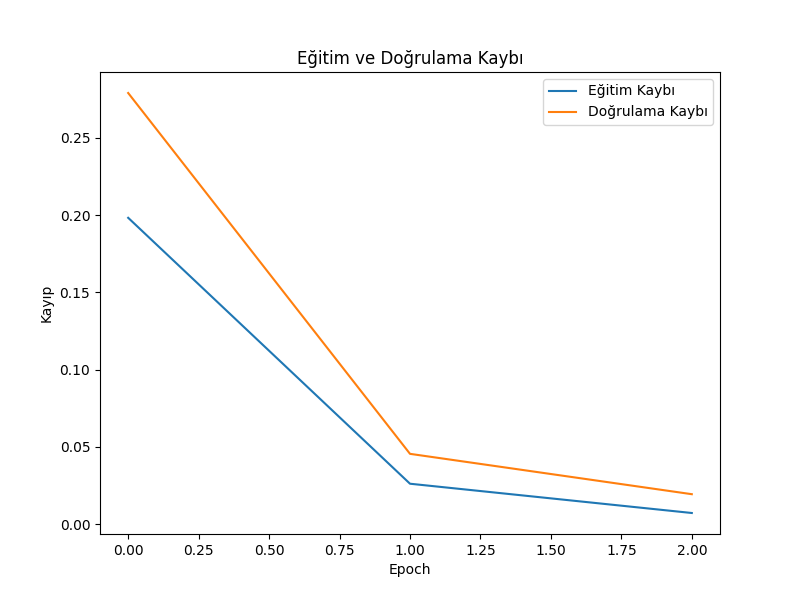 Eğitim ve Doğrulama Kaybı
Eğitim Kaybı
Doğrulama Kaybı
0.25
0.20
0.15
0.10
0.05
0.00
Kayıp
0.00 0.25 0.50 0.75 1.00 1.25 1.50 1.75 2.00
Epoch